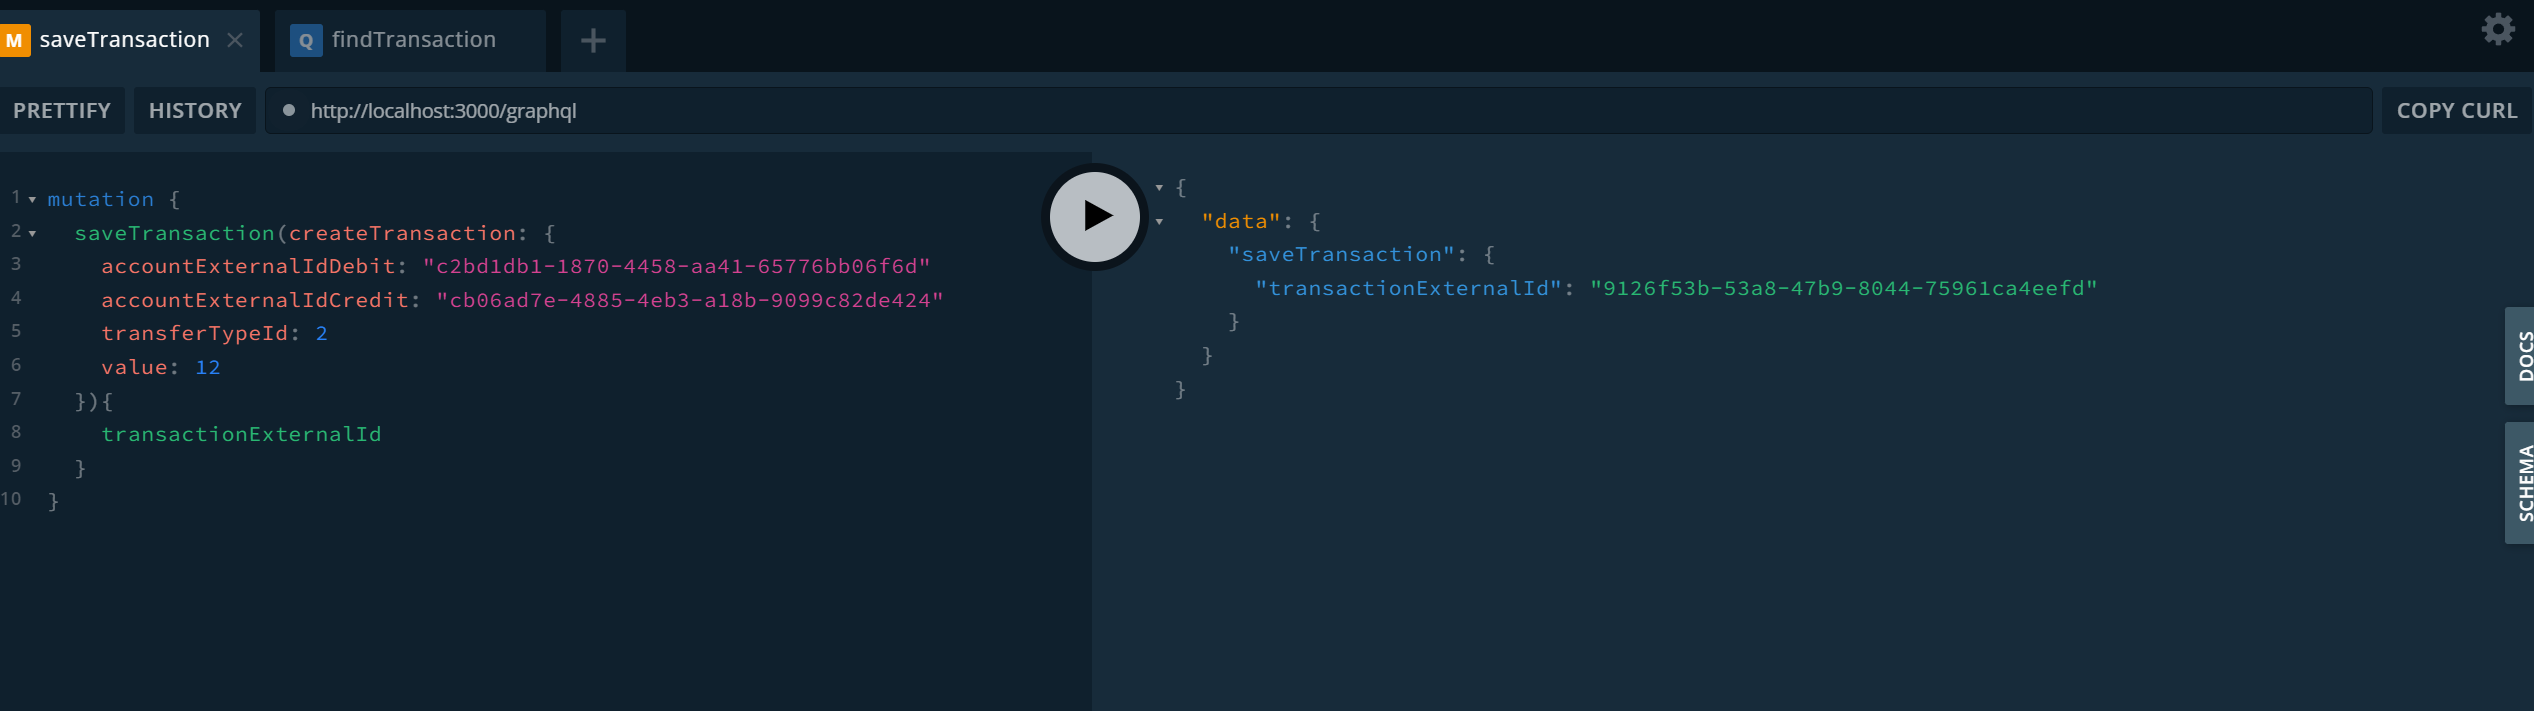 M saveTransaction
Q findTransaction
PRETTIFY
HISTORY
http://localhost:3000/graphql
COPY CURL
1 mutation {
2 saveTransaction(createTransaction: {
3 accountExternalIdDebit: "c2bd1db1-1870-4458-aa41-65776bb06f6d"
4 accountExternalIdCredit: "cb06ad7e-4885-4eb3-a18b-9099c82de424"
5 transferTypeId: 2
6 value: 12
7 }){
8 transactionExternalId
9 }
10 }
{
"data": {
"saveTransaction": {
"transactionExternalId": "9126f53b-53a8-47b9-8044-75961ca4eefd"
}
}
}
DOCS
SCHEMA